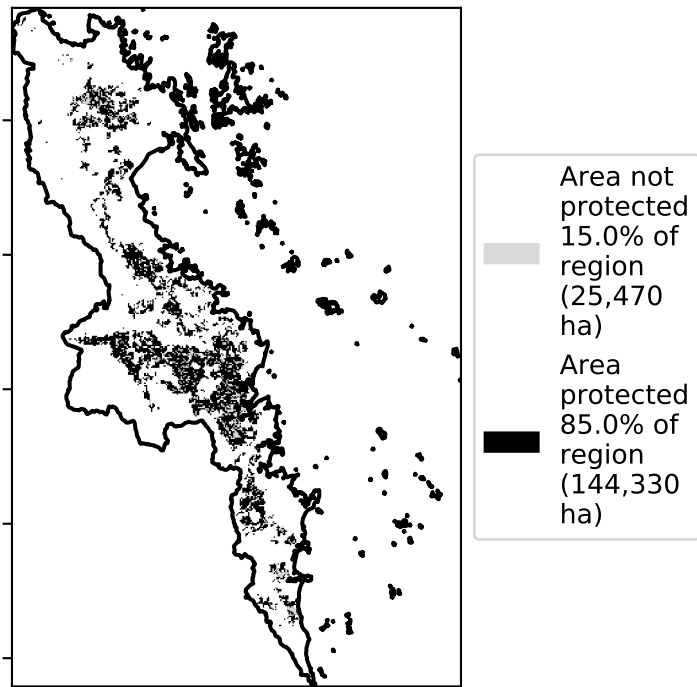 Area not
protected
15.0% of
region
(25,470
ha)
Area
protected
85.0% of
region
(144,330
ha)